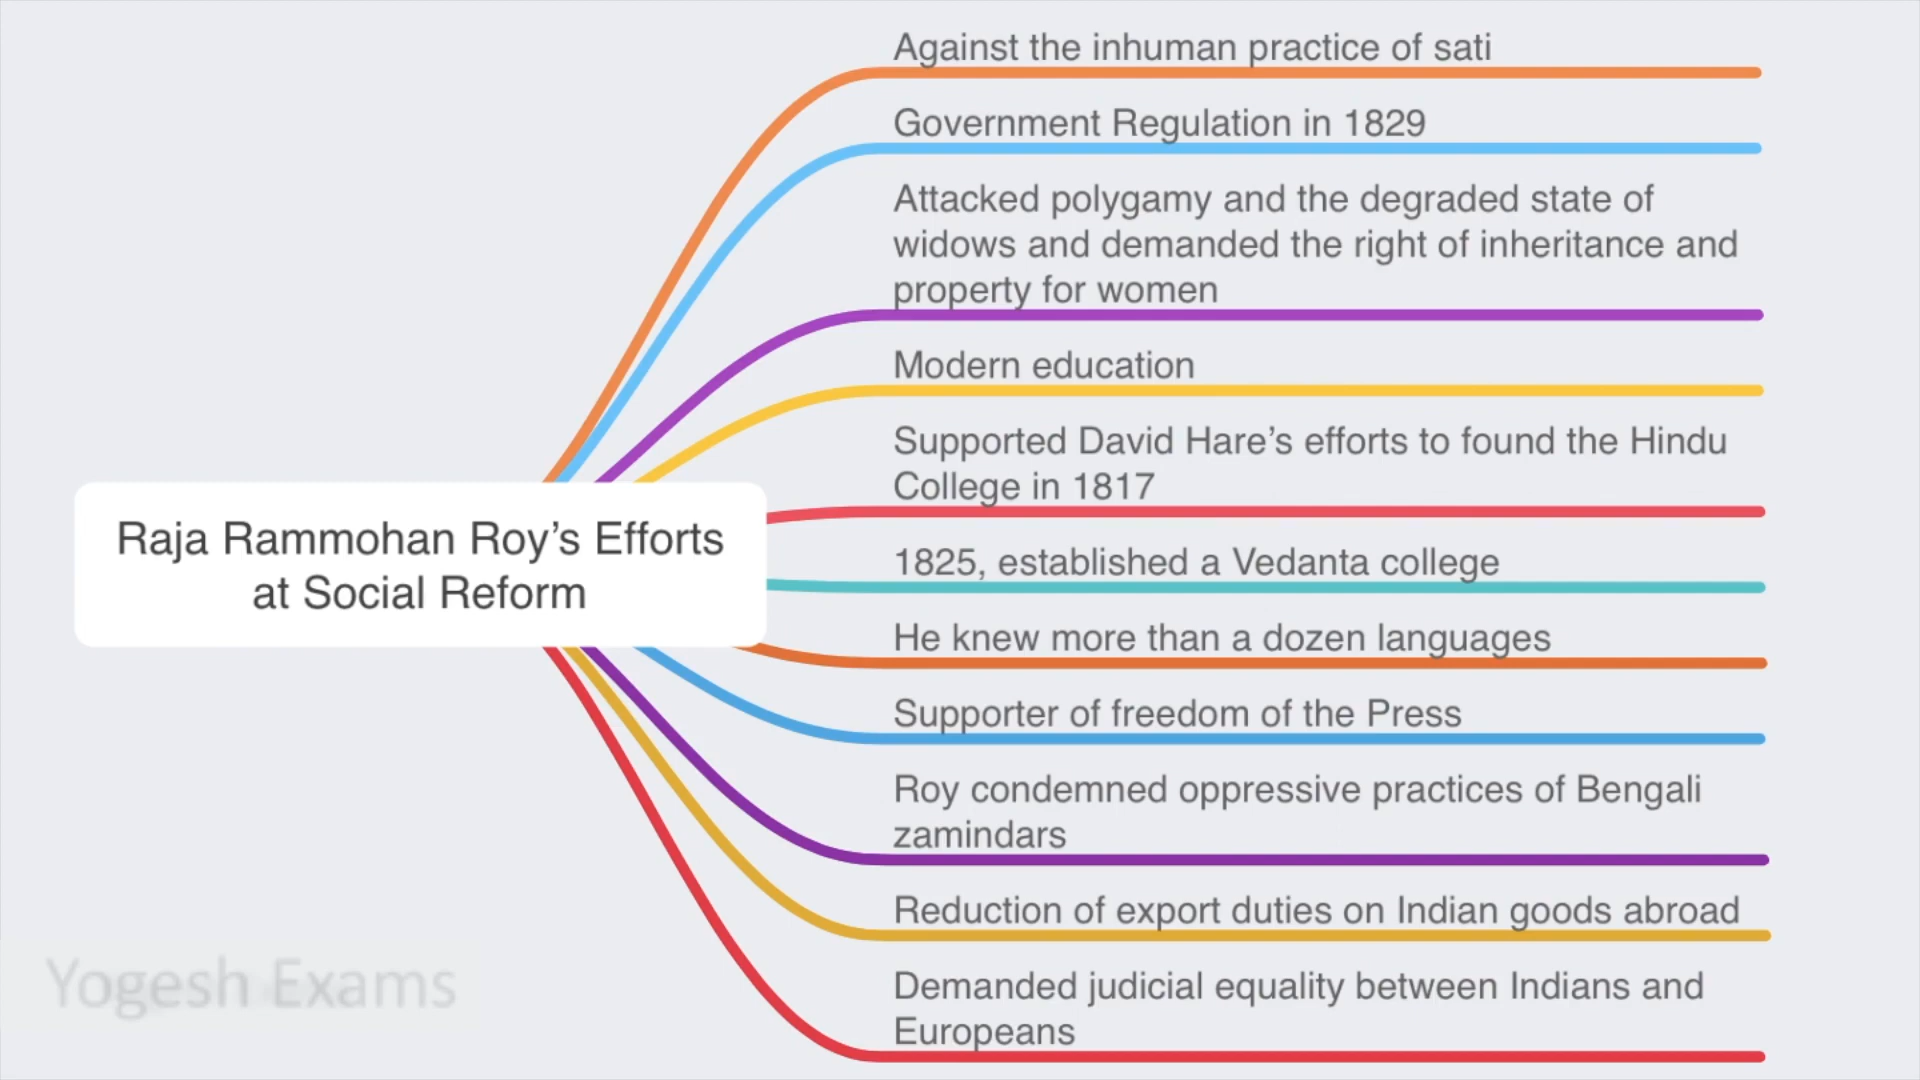 Against the inhuman practice of sati
Government Regulation in 1829
Attacked polygamy and the degraded state of
widows and demanded the right of inheritance and
property for women
Modern education
Supported David Hare’s efforts to found the Hindu
College in 1817
Raja Rammohan Roy’s Efforts
at Social Reform
1825, established a Vedanta college
He knew more than a dozen languages
Supporter of freedom of the Press
Roy condemned oppressive practices of Bengali
zamindars
Reduction of export duties on Indian goods abroad
Demanded judicial equality between Indians and
Europeans
Yogesh Exams